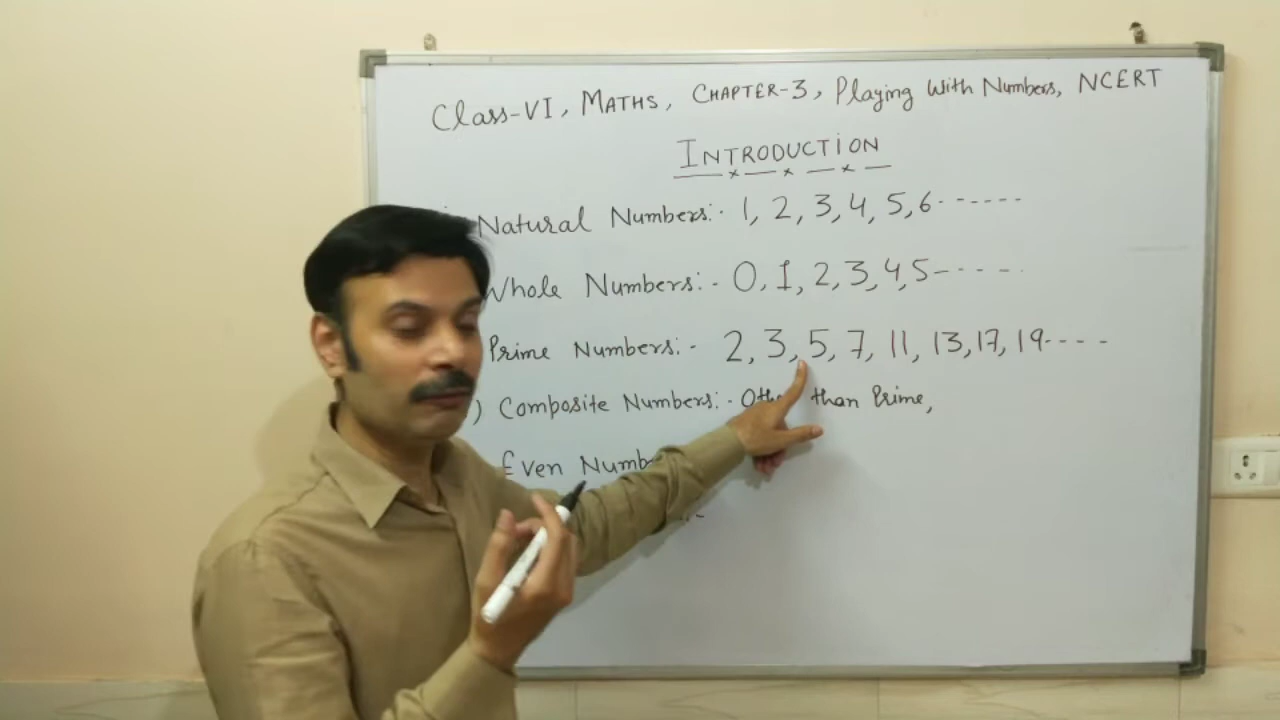 Class-VI, MATHS, CHAPTER-3, Playing With Numbers, NCERT
INTRODUCTION
Natural Numbers:- 1, 2, 3, 4, 5, 6------
Whole Numbers:- 0, 1, 2, 3, 4, 5-----
Prime Numbers:- 2, 3, 5, 7, 11, 13, 17, 19----
) Composite Numbers:- than Prime,
Even